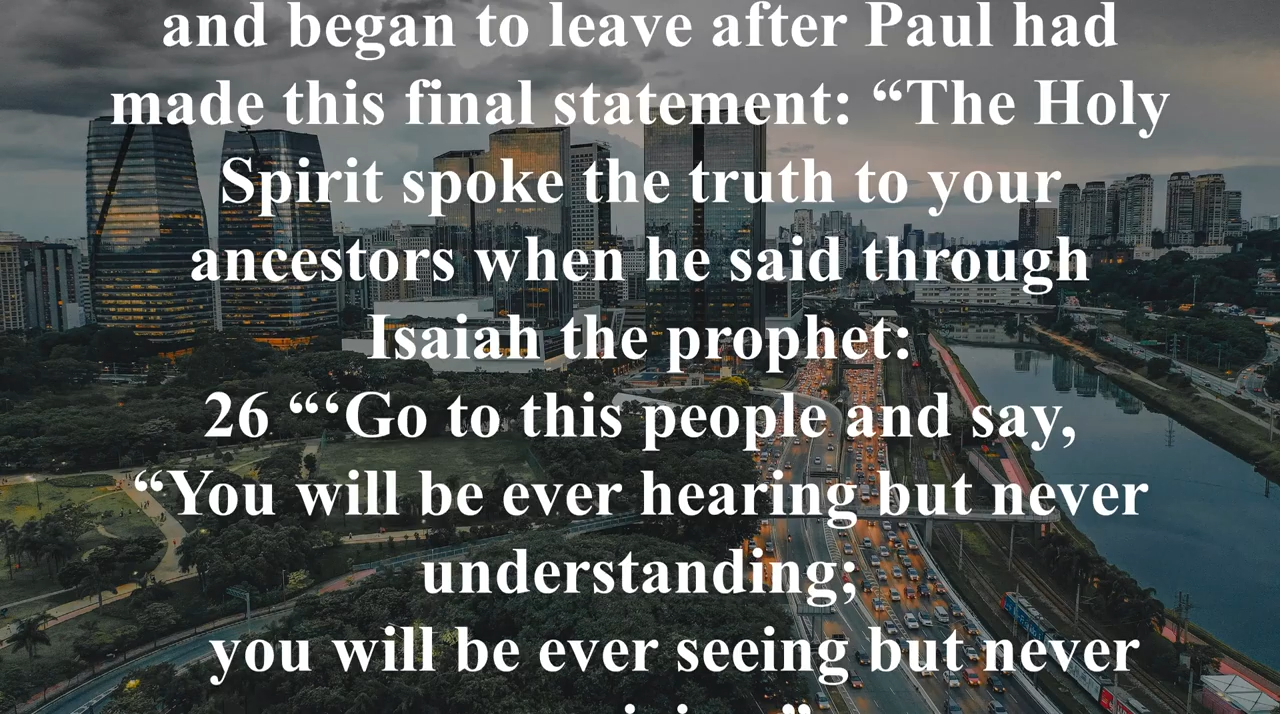 and began to leave after Paul had
made this final statement: “The Holy
Spirit spoke the truth to your
ancestors when he said through
Isaiah the prophet:
26 “‘Go to this people and say,
“You will be ever hearing but never
understanding;
you will be ever seeing but never